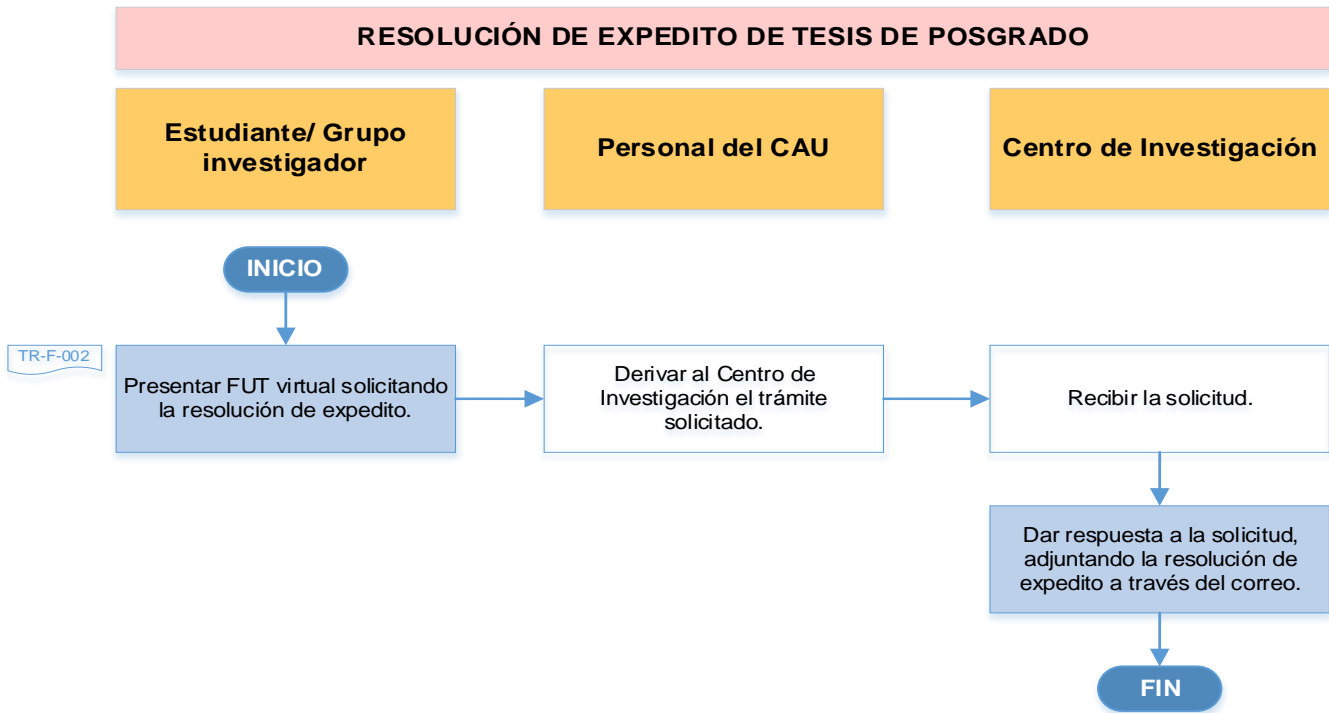 RESOLUCIÓN DE EXPEDITO DE TESIS DE POSGRADO
Estudiante/ Grupo
investigador
Personal del CAU
Centro de Investigación
INICIO
TR-F-002
Presentar FUT virtual solicitando
la resolución de expedito.
Derivar al Centro de
Investigación el trámite
solicitado.
Recibir la solicitud.
Dar respuesta a la solicitud,
adjuntando la resolución de
expedito a través del correo.
FIN